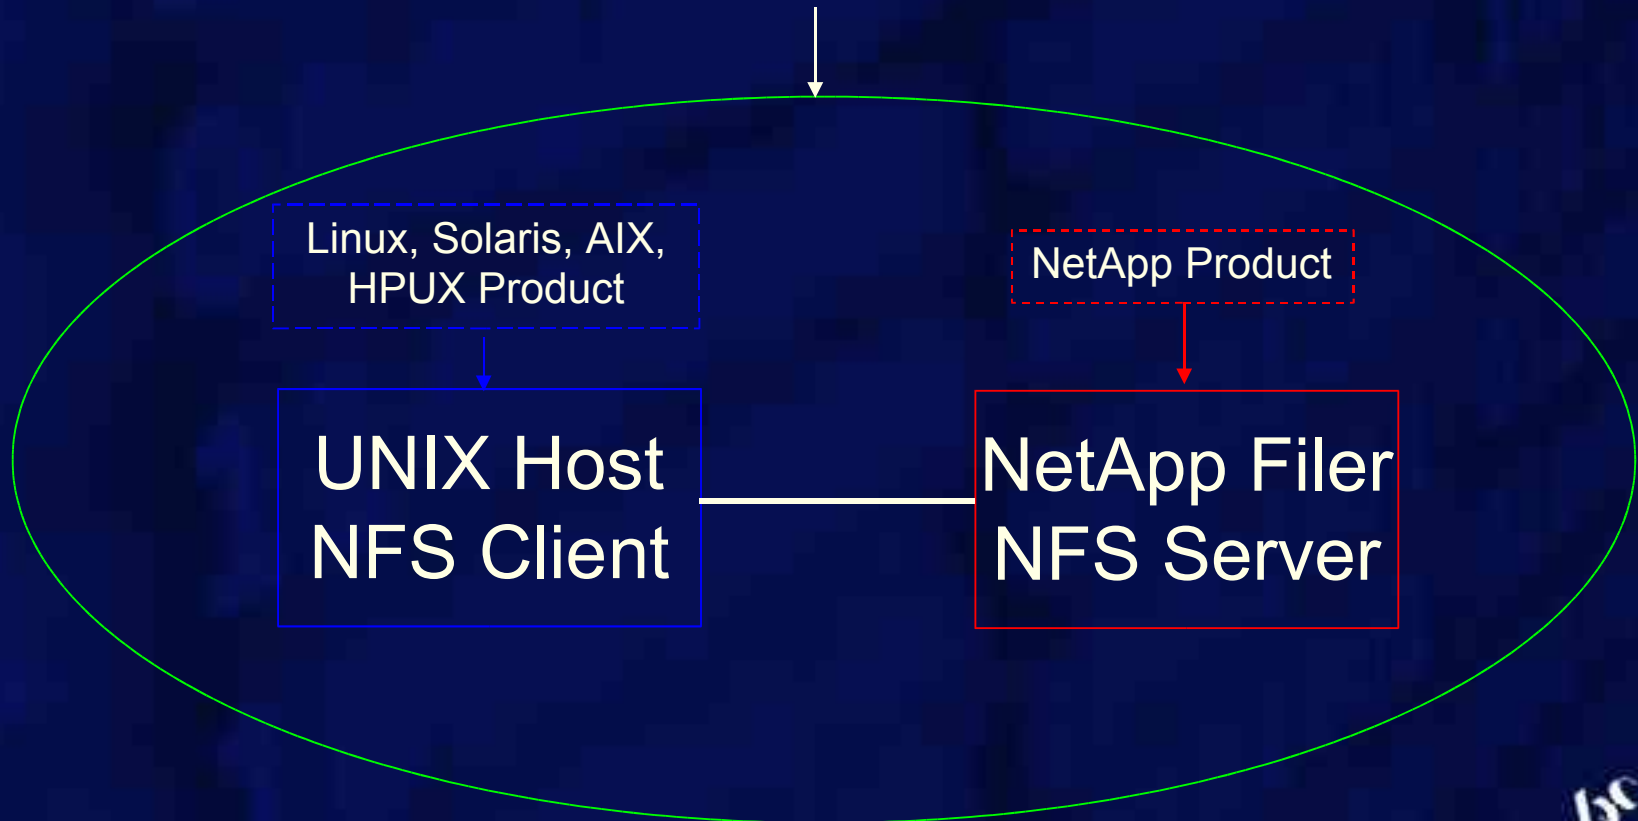 Linux, Solaris, AIX,
HPUX Product
NetApp Product
UNIX Host
NFS Client
NetApp Filer
NFS Server